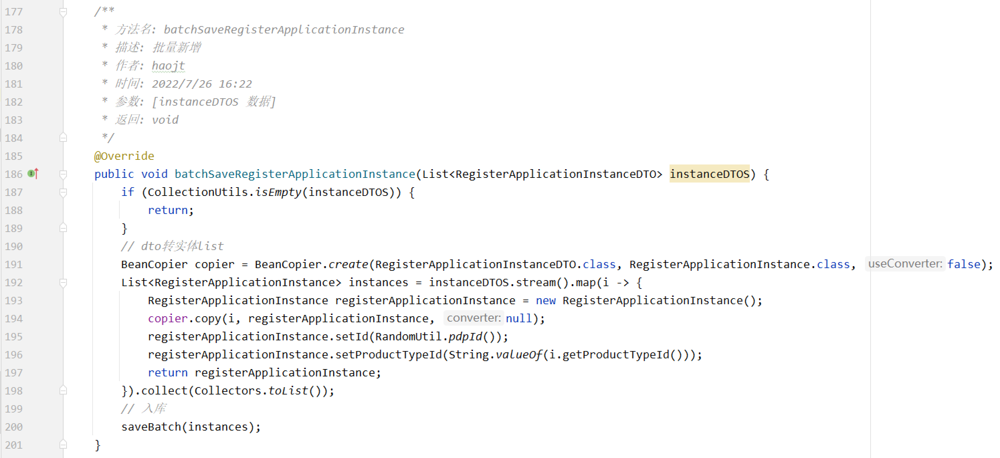 177 /**
178 * 方法名: batchSaveRegisterApplicationInstance
179 * 描述: 批量新增
180 * 作者: haojt
181 * 时间: 2022/7/26 16:22
182 * 参数: [instanceDTOS 数据]
183 * 返回: void
184 */
185 @Override
186 public void batchSaveRegisterApplicationInstance(List<RegisterApplicationInstanceDTO> instanceDTOS) {
187 if (CollectionUtils.isEmpty(instanceDTOS)) {
188 return;
189 }
190 // dto转实体list
191 BeanCopier copier = BeanCopier.create(RegisterApplicationInstanceDTO.class, RegisterApplicationInstance.class, useConverter: false);
192 List<RegisterApplicationInstance> instances = instanceDTOS.stream().map(i -> {
193 RegisterApplicationInstance registerApplicationInstance = new RegisterApplicationInstance();
194 copier.copy(i, registerApplicationInstance, converter: null);
195 registerApplicationInstance.setId(RandomUtil.pdpId());
196 registerApplicationInstance.setProductTypeId(String.valueOf(i.getProductTypeId()));
197 return registerApplicationInstance;
198 }).collect(Collectors.toList());
199 // 入库
200 saveBatch(instances);
201 }